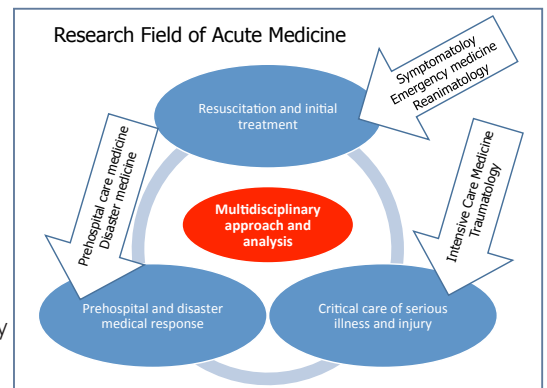 Research Field of Acute Medicine
Symptomatoloy
Emergency medicine
Reanimatology
Resuscitation and initial
treatment
Prehospital care medicine
Disaster medicine
Multidisciplinary
approach and
analysis
Intensive Care Medicine
Traumatology
Prehospital and disaster
medical response
Critical care of serious
illness and injury
y